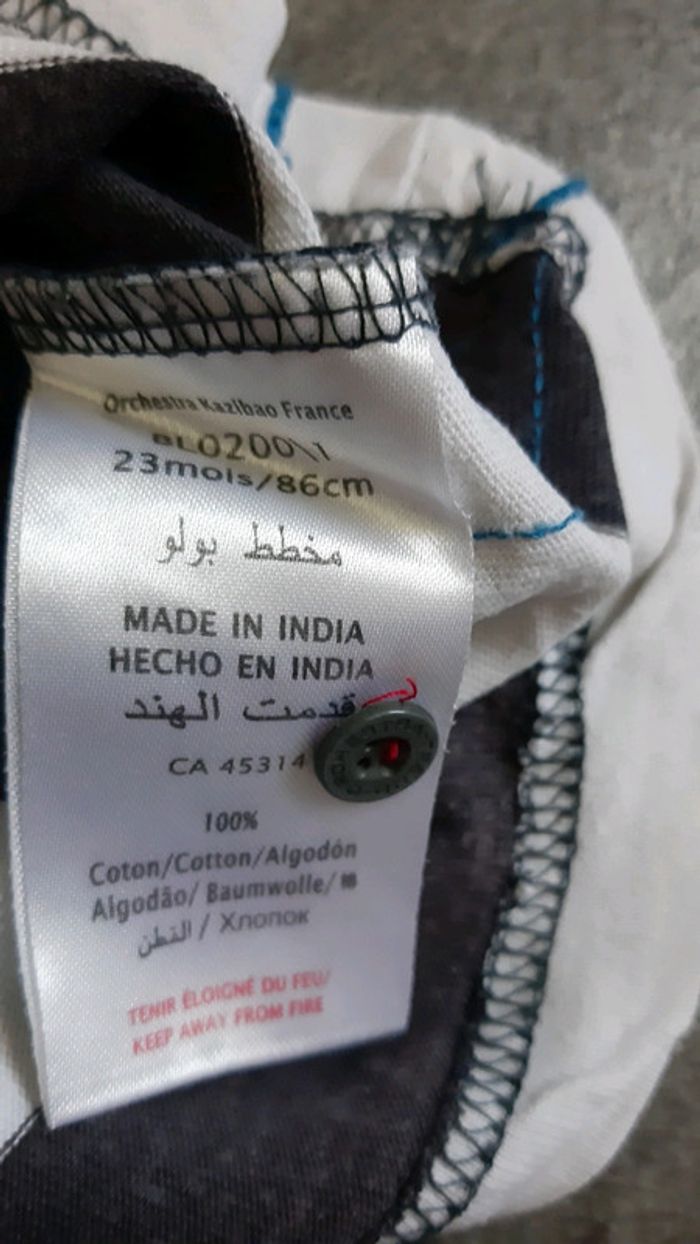 Orchestra Kazibao France
BL0200\1
23mois/86cm
مخطط بولو
MADE IN INDIA
HECHO EN INDIA
قدمت الهند
CA 45314
100%
Coton/Cotton/Algodón
Algodão/ Baumwolle/
القطن / Хлопок
TENIR ÉLOIGNÉ DU FEU/
KEEP AWAY FROM FIRE